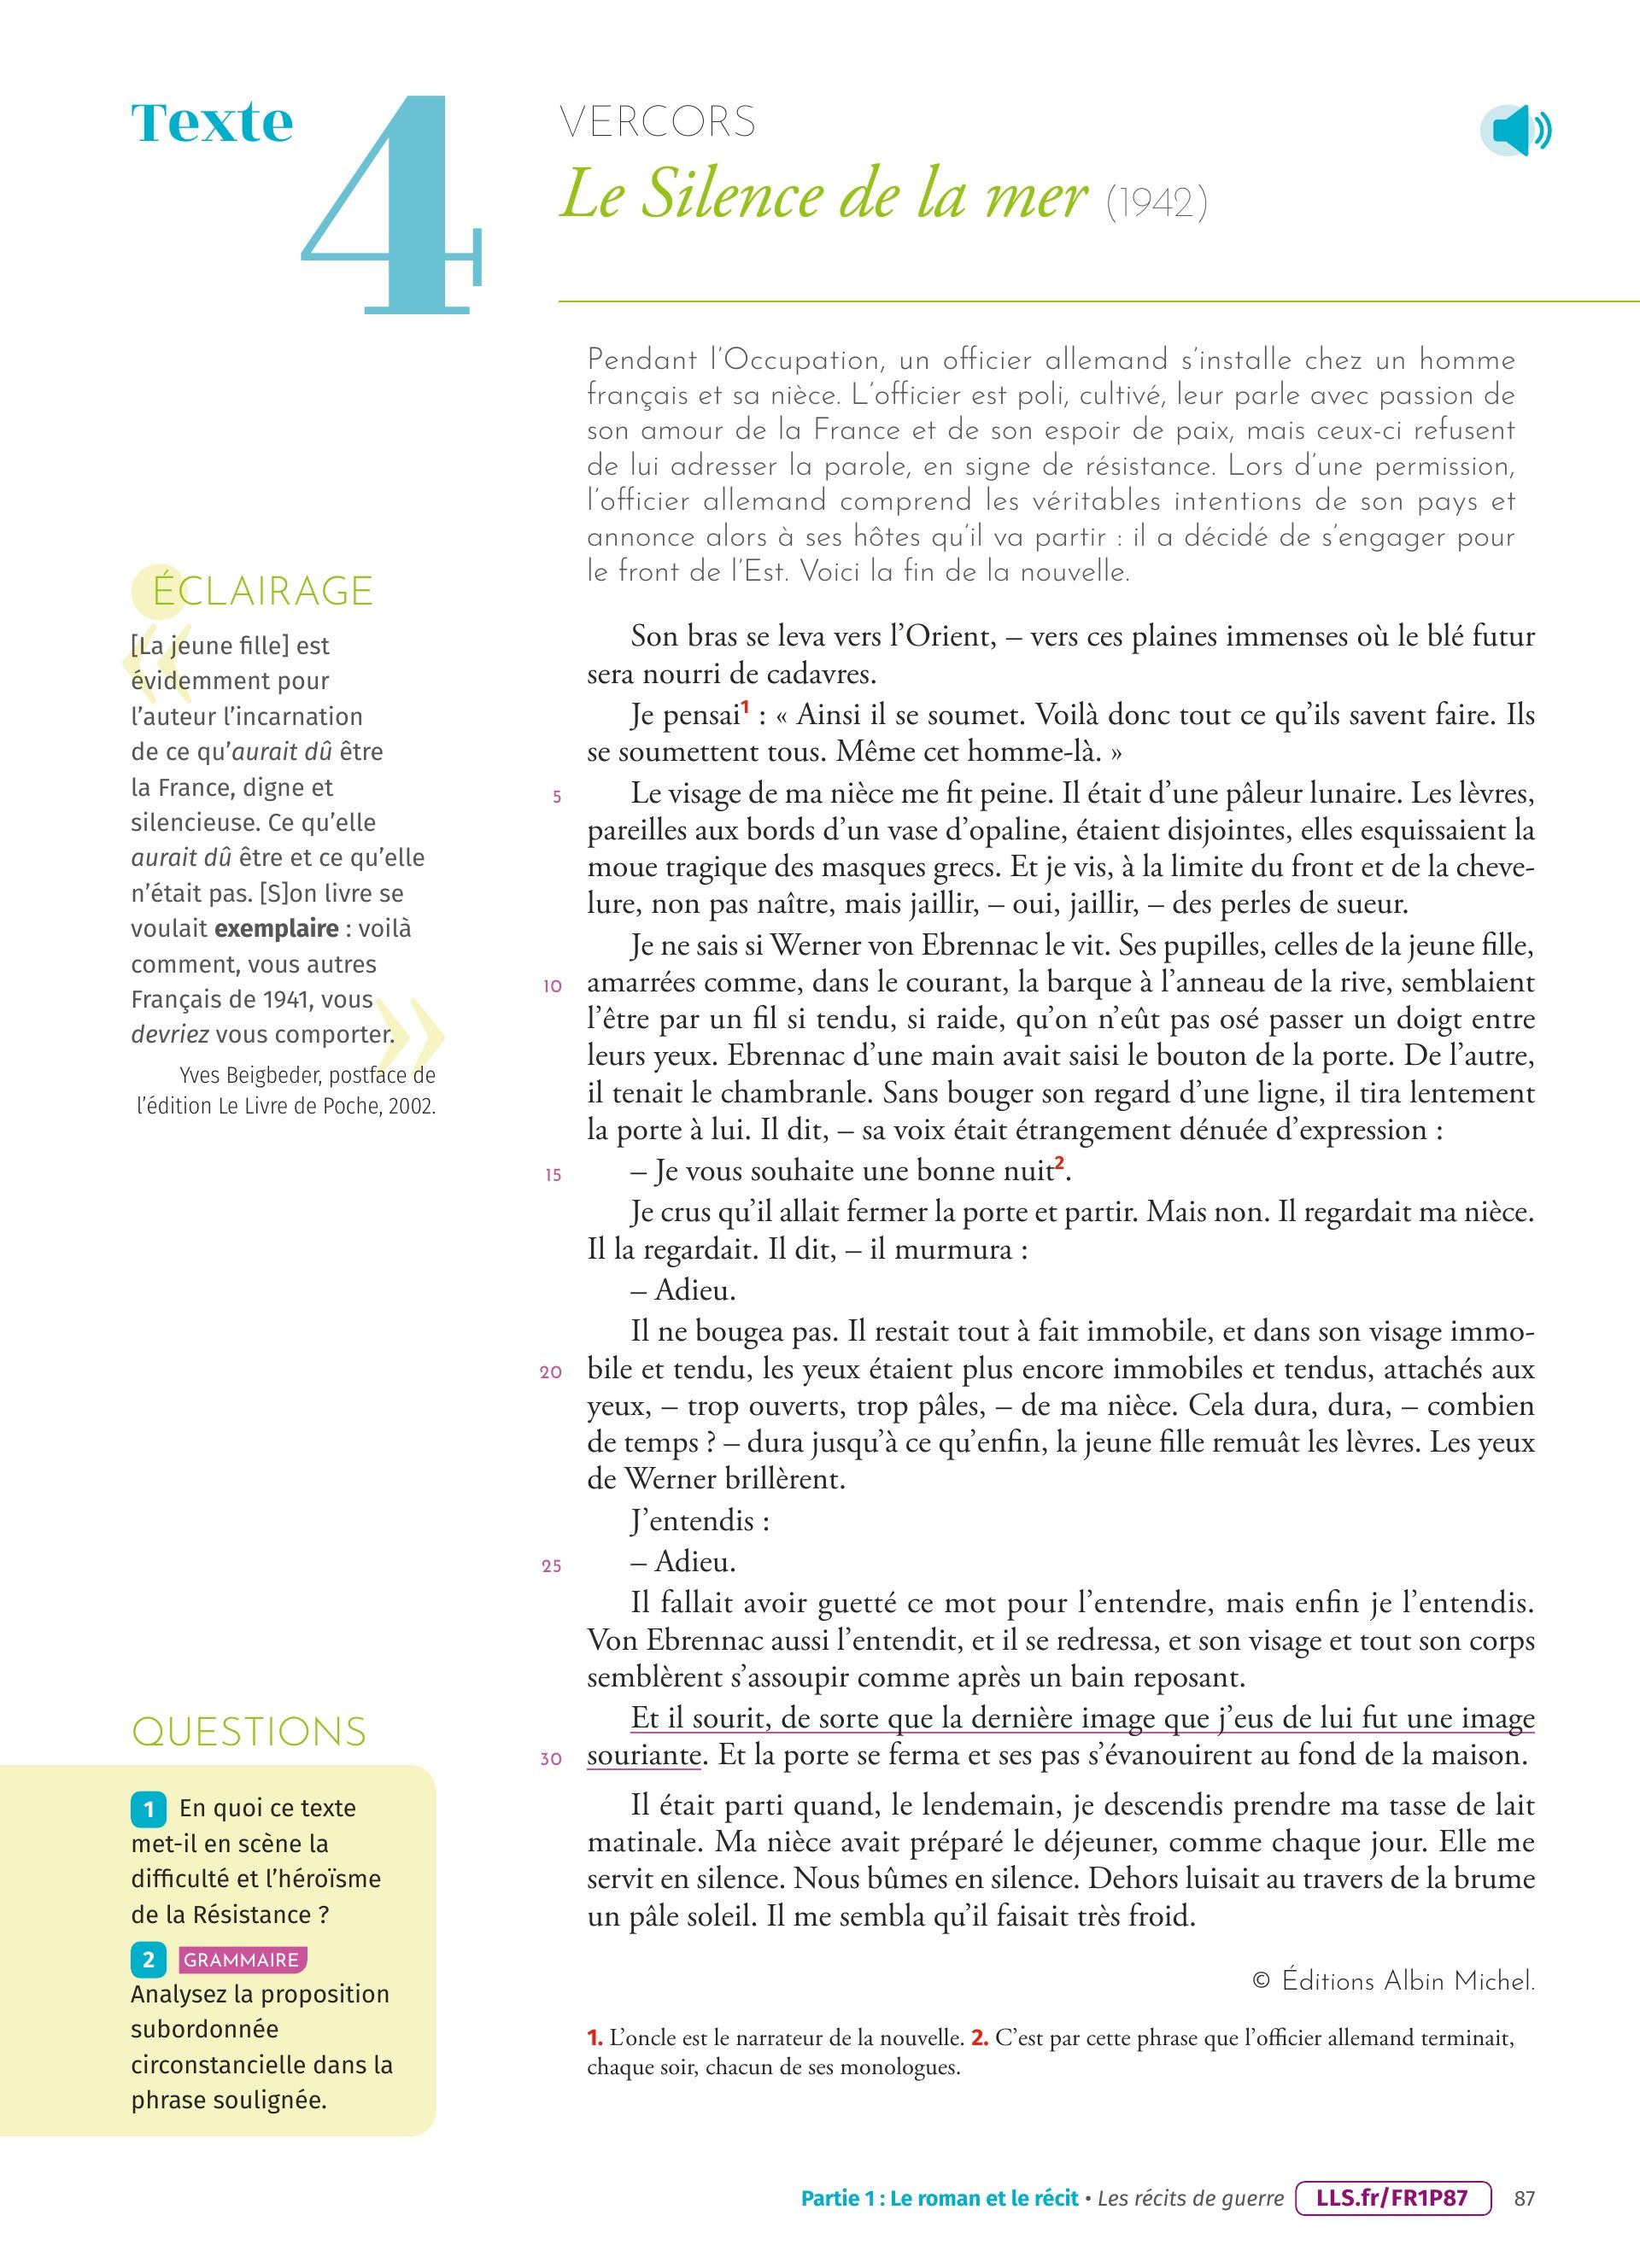 Texte 4
VERCORS
Le Silence de la mer (1942)
Pendant l’Occupation, un officier allemand s’installe chez un homme
français et sa nièce. L’officier est poli, cultivé, leur parle avec passion de
son amour de la France et de son espoir de paix, mais ceux-ci refusent
de lui adresser la parole, en signe de résistance. Lors d’une permission,
l’officier allemand comprend les véritables intentions de son pays et
annonce alors à ses hôtes qu’il va partir : il a décidé de s’engager pour
le front de l’Est. Voici la fin de la nouvelle.
ÉCLAIRAGE
«
[La jeune fille] est
évidemment pour
l’auteur l’incarnation
de ce qu’aurait dû être
la France, digne et
silencieuse. Ce qu’elle
aurait dû être et ce qu’elle
n’était pas. [S]on livre se
voulait exemplaire : voilà
comment, vous autres
Français de 1941, vous
devriez vous comporter.
»
Yves Beigbeder, postface de
l’édition Le Livre de Poche, 2002.
Son bras se leva vers l’Orient, – vers ces plaines immenses où le blé futur
sera nourri de cadavres.
Je pensai1 : « Ainsi il se soumet. Voilà donc tout ce qu’ils savent faire. Ils
se soumettent tous. Même cet homme-là. »
5 Le visage de ma nièce me fit peine. Il était d’une pâleur lunaire. Les lèvres,
pareilles aux bords d’un vase d’opaline, étaient disjointes, elles esquissaient la
moue tragique des masques grecs. Et je vis, à la limite du front et de la cheve-
lure, non pas naître, mais jaillir, – oui, jaillir, – des perles de sueur.
Je ne sais si Werner von Ebrennac le vit. Ses pupilles, celles de la jeune fille,
10 amarrées comme, dans le courant, la barque à l’anneau de la rive, semblaient
l’être par un fil si tendu, si raide, qu’on n’eût pas osé passer un doigt entre
leurs yeux. Ebrennac d’une main avait saisi le bouton de la porte. De l’autre,
il tenait le chambranle. Sans bouger son regard d’une ligne, il tira lentement
la porte à lui. Il dit, – sa voix était étrangement dénuée d’expression :
15 – Je vous souhaite une bonne nuit2.
Je crus qu’il allait fermer la porte et partir. Mais non. Il regardait ma nièce.
Il la regardait. Il dit, – il murmura :
– Adieu.
Il ne bougea pas. Il restait tout à fait immobile, et dans son visage immo-
20 bile et tendu, les yeux étaient plus encore immobiles et tendus, attachés aux
yeux, – trop ouverts, trop pâles, – de ma nièce. Cela dura, dura, – combien
de temps ? – dura jusqu’à ce qu’enfin, la jeune fille remuât les lèvres. Les yeux
de Werner brillèrent.
J’entendis :
25 – Adieu.
Il fallait avoir guetté ce mot pour l’entendre, mais enfin je l’entendis.
Von Ebrennac aussi l’entendit, et il se redressa, et son visage et tout son corps
semblèrent s’assoupir comme après un bain reposant.
Et il sourit, de sorte que la dernière image que j’eus de lui fut une image
30 souriante. Et la porte se ferma et ses pas s’évanouirent au fond de la maison.
Il était parti quand, le lendemain, je descendis prendre ma tasse de lait
matinale. Ma nièce avait préparé le déjeuner, comme chaque jour. Elle me
servit en silence. Nous bûmes en silence. Dehors luisait au travers de la brume
un pâle soleil. Il me sembla qu’il faisait très froid.
© Éditions Albin Michel.
1. L’oncle est le narrateur de la nouvelle. 2. C’est par cette phrase que l’officier allemand terminait,
chaque soir, chacun de ses monologues.
QUESTIONS
1 En quoi ce texte
met-il en scène la
difficulté et l’héroïsme
de la Résistance ?
2 GRAMMAIRE
Analysez la proposition
subordonnée
circonstancielle dans la
phrase soulignée.
Partie 1 : Le roman et le récit • Les récits de guerre LLS.fr/FR1P87 87